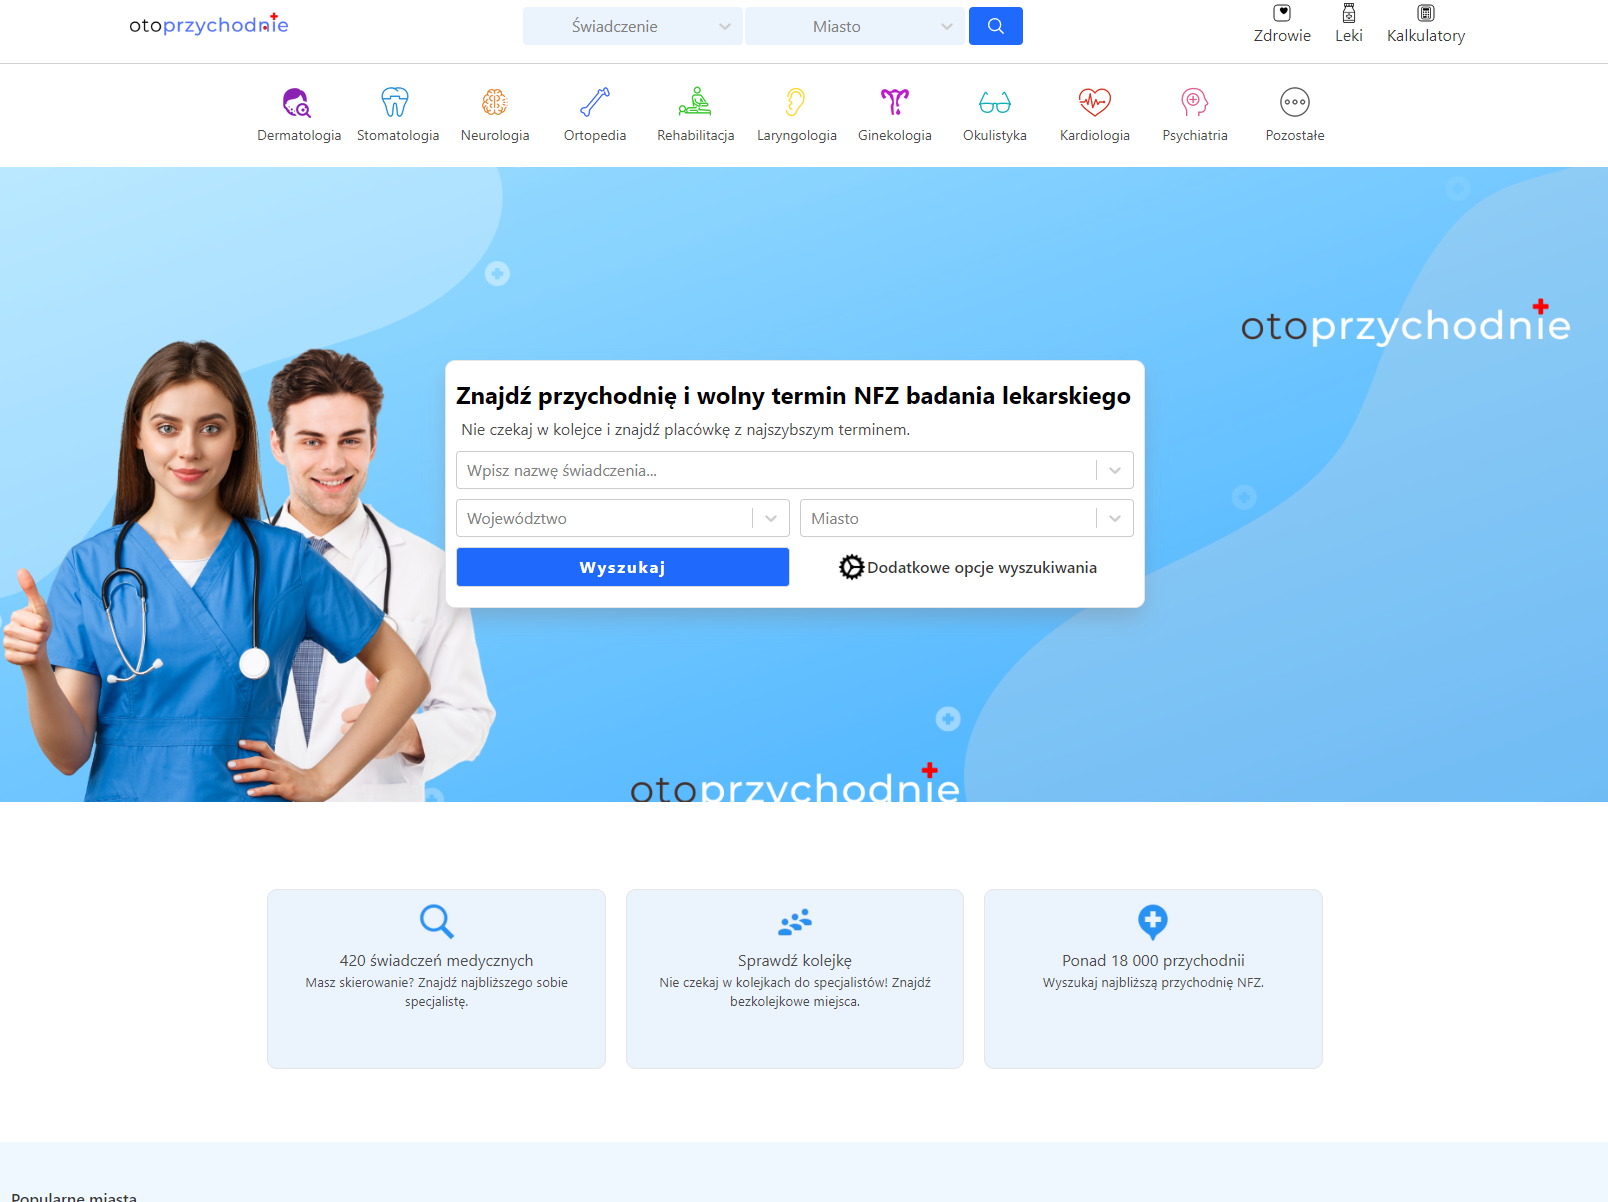 otoprzychodnie
Świadczenie
Miasto
Zdrowie
Leki
Kalkulatory
Dermatologia
Stomatologia
Neurologia
Ortopedia
Rehabilitacja
Laryngologia
Ginekologia
Okulistyka
Kardiologia
Psychiatria
Pozostałe
otoprzychodnie
Znajdź przychodnię i wolny termin NFZ badania lekarskiego
Nie czekaj w kolejce i znajdź placówkę z najszybszym terminem.
Wpisz nazwę świadczenia...
Województwo
Miasto
Wyszukaj
Dodatkowe opcje wyszukiwania
otoprzychodnie
420 świadczeń medycznych
Masz skierowanie? Znajdź najbliższego sobie
specjalistę.
Sprawdź kolejkę
Nie czekaj w kolejkach do specjalistów! Znajdź
bezkolejkowe miejsca.
Ponad 18 000 przychodnii
Wyszukaj najbliższą przychodnię NFZ.
Popularne miasta